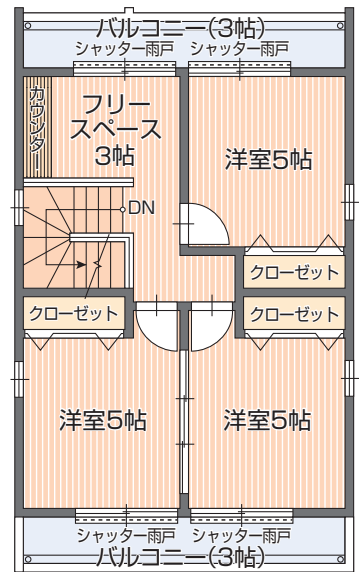 バルコニー(3帖)
シャッター雨戸
シャッター雨戸
カウンター
フリー
スペース
3帖
洋室5帖
DN
クローゼット
クローゼット
クローゼット
洋室5帖
洋室5帖
シャッター雨戸
シャッター雨戸
バルコニー(3帖)